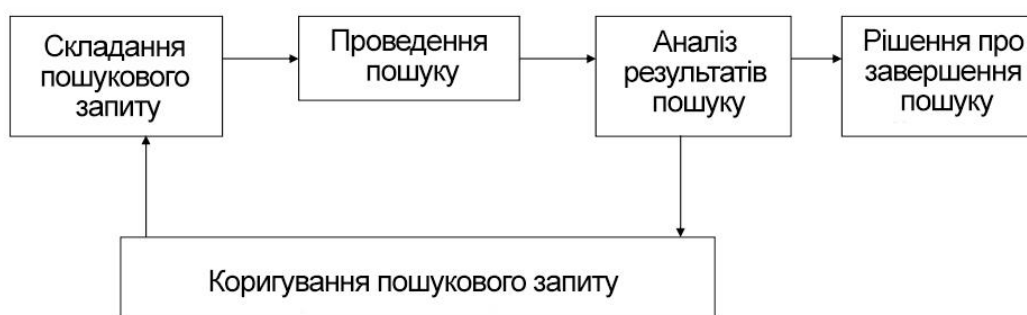 Складання
пошукового
запиту
Проведення
пошуку
Аналіз
результатів
пошуку
Рішення про
завершення
пошуку
Коригування пошукового запиту